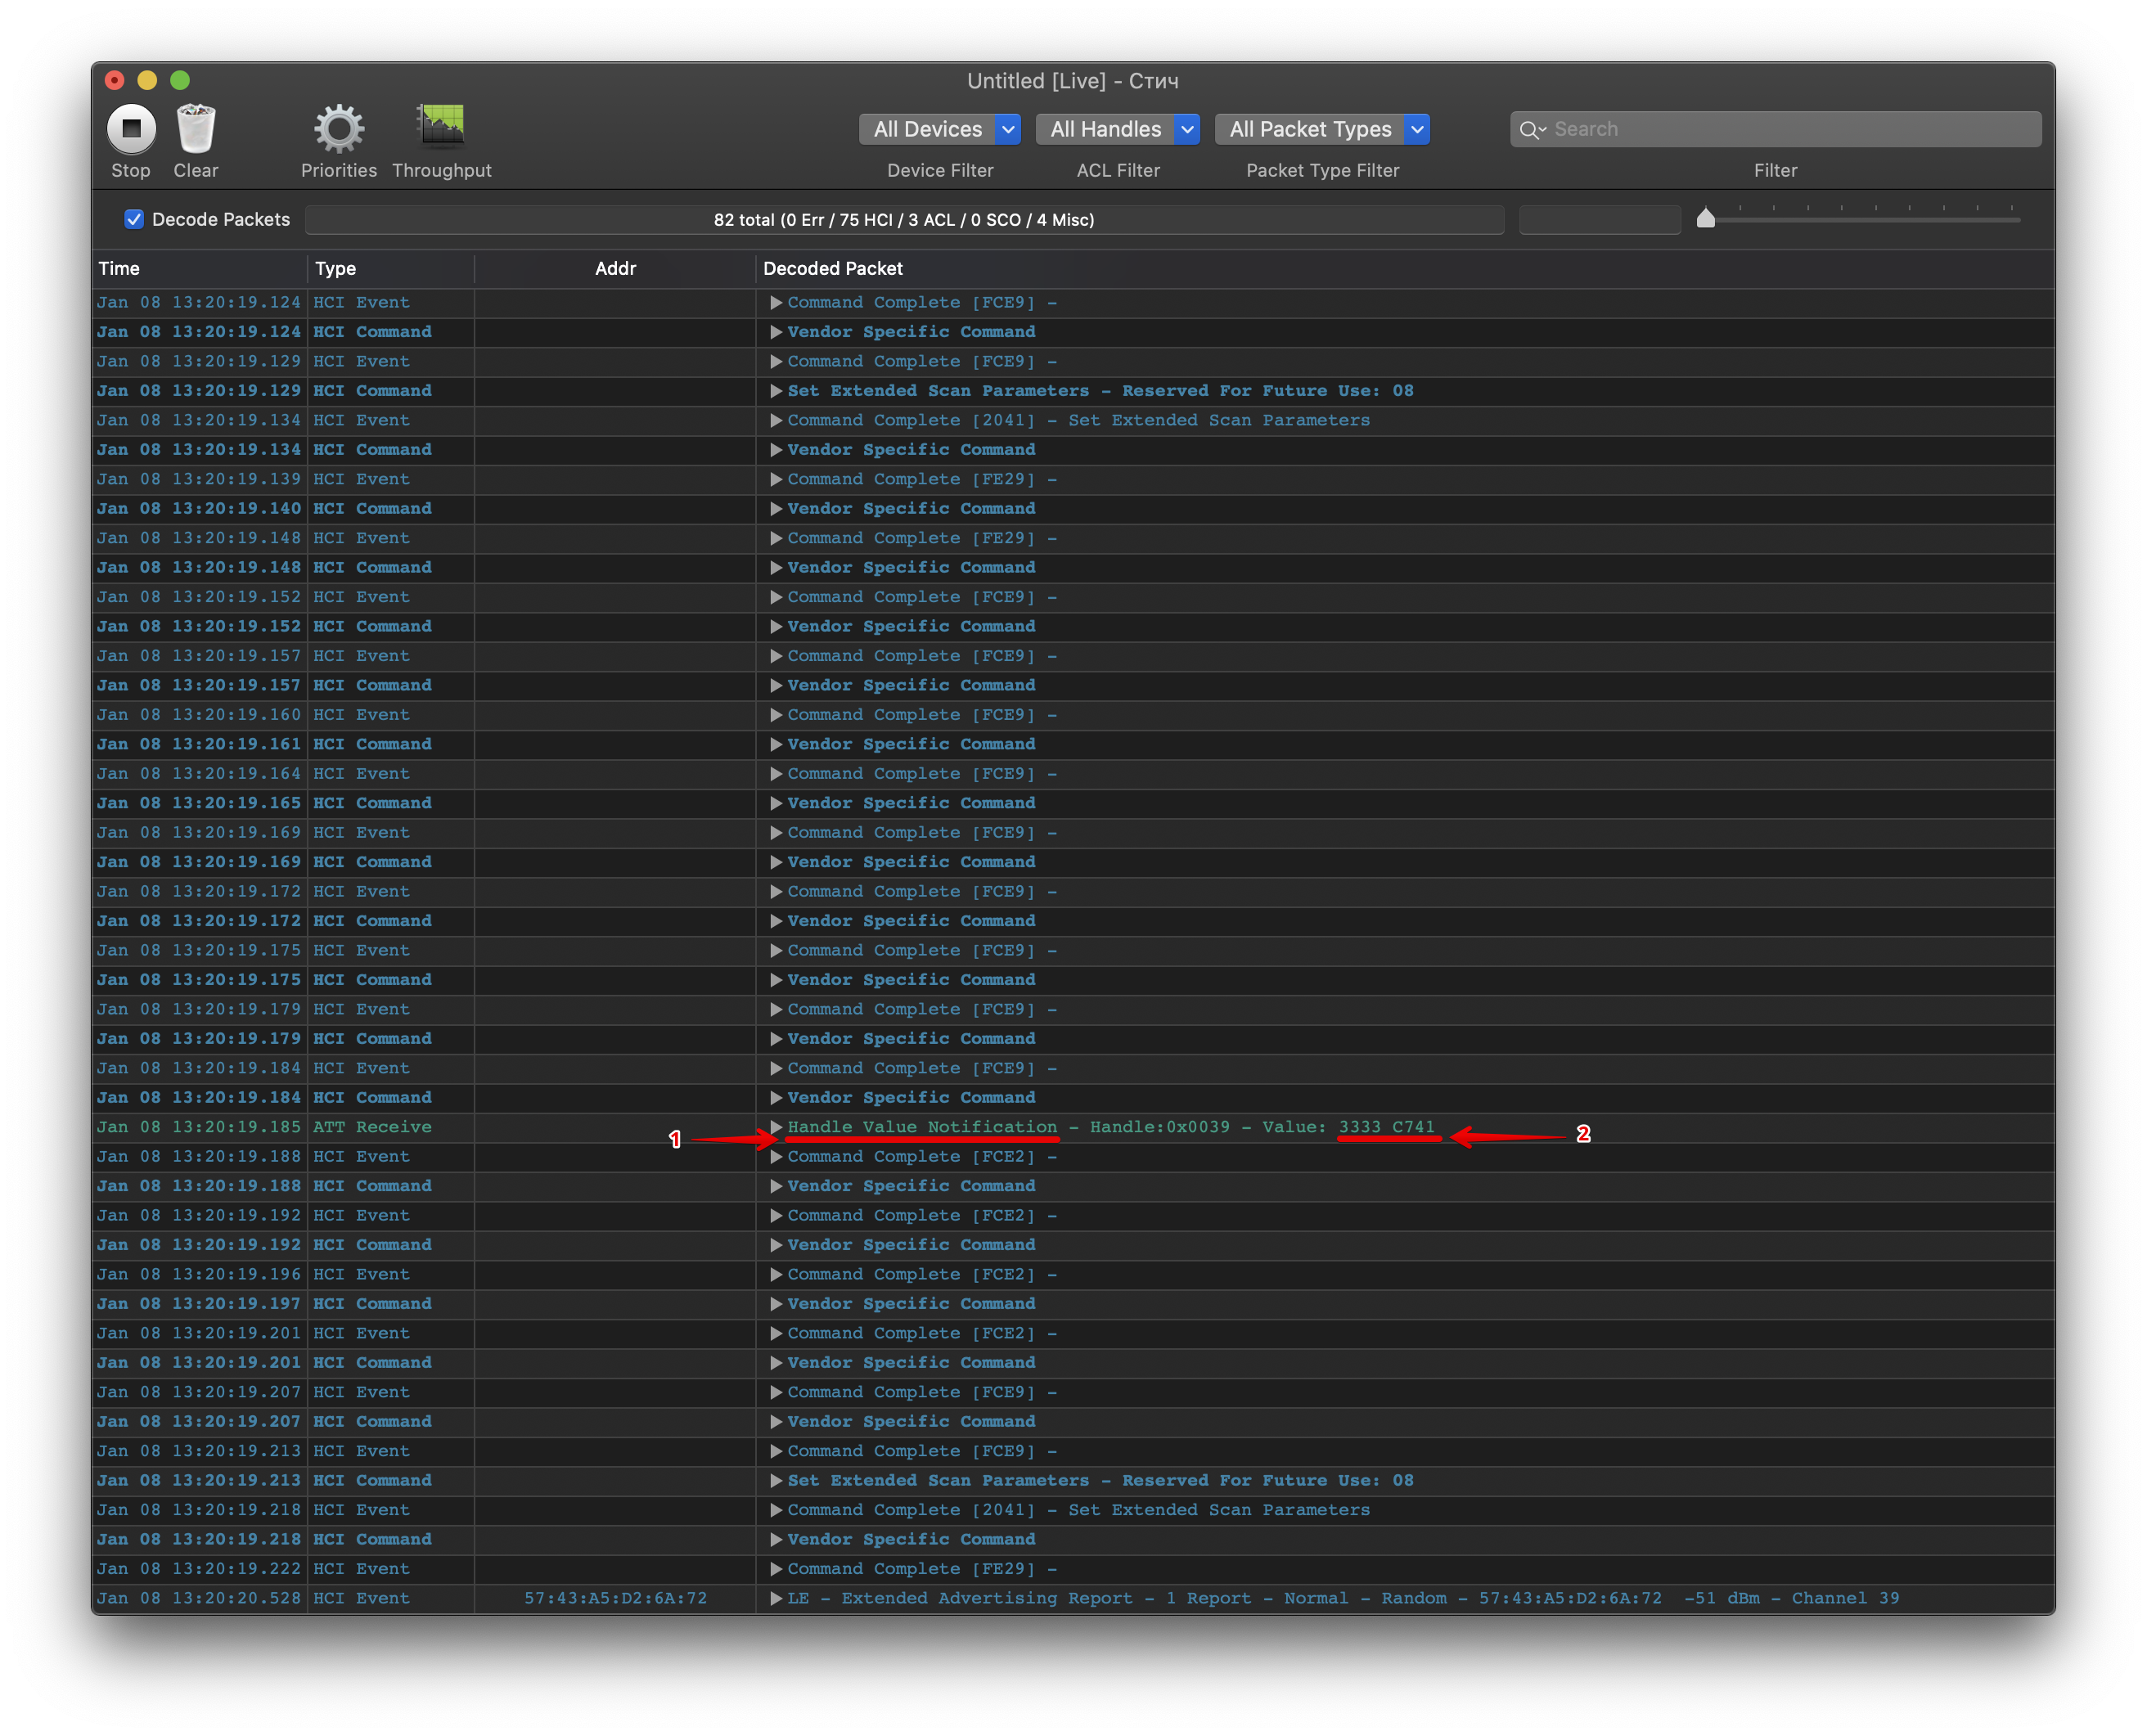 Untitled [Live] - Стич
Stop
Clear
Priorities
Throughput
All Devices
All Handles
All Packet Types
Search
Device Filter
ACL Filter
Packet Type Filter
Filter
Decode Packets
82 total (0 Err / 75 HCI / 3 ACL / 0 SCO / 4 Misc)
Time Type Addr Decoded Packet
Jan 08 13:20:19.124 HCI Event Command Complete [FCE9] -
Jan 08 13:20:19.124 HCI Command Vendor Specific Command
Jan 08 13:20:19.129 HCI Event Command Complete [FCE9] -
Jan 08 13:20:19.129 HCI Command Set Extended Scan Parameters - Reserved For Future Use: 08
Jan 08 13:20:19.134 HCI Event Command Complete [2041] - Set Extended Scan Parameters
Jan 08 13:20:19.134 HCI Command Vendor Specific Command
Jan 08 13:20:19.139 HCI Event Command Complete [FE29] -
Jan 08 13:20:19.140 HCI Command Vendor Specific Command
Jan 08 13:20:19.148 HCI Event Command Complete [FE29] -
Jan 08 13:20:19.148 HCI Command Vendor Specific Command
Jan 08 13:20:19.152 HCI Event Command Complete [FCE9] -
Jan 08 13:20:19.152 HCI Command Vendor Specific Command
Jan 08 13:20:19.157 HCI Event Command Complete [FCE9] -
Jan 08 13:20:19.157 HCI Command Vendor Specific Command
Jan 08 13:20:19.160 HCI Event Command Complete [FCE9] -
Jan 08 13:20:19.161 HCI Command Vendor Specific Command
Jan 08 13:20:19.164 HCI Event Command Complete [FCE9] -
Jan 08 13:20:19.165 HCI Command Vendor Specific Command
Jan 08 13:20:19.169 HCI Event Command Complete [FCE9] -
Jan 08 13:20:19.169 HCI Command Vendor Specific Command
Jan 08 13:20:19.172 HCI Event Command Complete [FCE9] -
Jan 08 13:20:19.172 HCI Command Vendor Specific Command
Jan 08 13:20:19.175 HCI Event Command Complete [FCE9] -
Jan 08 13:20:19.175 HCI Command Vendor Specific Command
Jan 08 13:20:19.179 HCI Event Command Complete [FCE9] -
Jan 08 13:20:19.179 HCI Command Vendor Specific Command
Jan 08 13:20:19.184 HCI Event Command Complete [FCE9] -
Jan 08 13:20:19.184 HCI Command Vendor Specific Command
Jan 08 13:20:19.185 ATT Receive Handle Value Notification - Handle:0x0039 - Value: 3333 C741
1 2
Jan 08 13:20:19.188 HCI Event Command Complete [FCE2] -
Jan 08 13:20:19.188 HCI Command Vendor Specific Command
Jan 08 13:20:19.192 HCI Event Command Complete [FCE2] -
Jan 08 13:20:19.192 HCI Command Vendor Specific Command
Jan 08 13:20:19.196 HCI Event Command Complete [FCE2] -
Jan 08 13:20:19.197 HCI Command Vendor Specific Command
Jan 08 13:20:19.201 HCI Event Command Complete [FCE2] -
Jan 08 13:20:19.201 HCI Command Vendor Specific Command
Jan 08 13:20:19.207 HCI Event Command Complete [FCE9] -
Jan 08 13:20:19.207 HCI Command Vendor Specific Command
Jan 08 13:20:19.213 HCI Event Command Complete [FCE9] -
Jan 08 13:20:19.213 HCI Command Set Extended Scan Parameters - Reserved For Future Use: 08
Jan 08 13:20:19.218 HCI Event Command Complete [2041] - Set Extended Scan Parameters
Jan 08 13:20:19.218 HCI Command Vendor Specific Command
Jan 08 13:20:19.222 HCI Event Command Complete [FE29] -
Jan 08 13:20:20.528 HCI Event 57:43:A5:D2:6A:72 LE - Extended Advertising Report - 1 Report - Normal - Random - 57:43:A5:D2:6A:72 -51 dBm - Channel 39